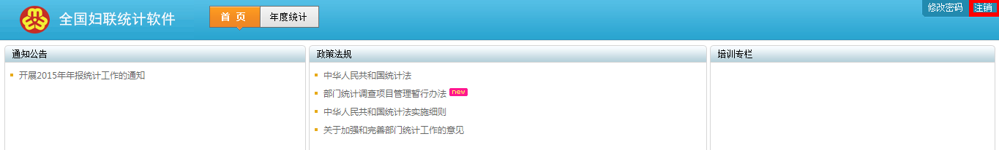 全国妇联统计软件
首 页
年度统计
修改密码
注销
通知公告
开展2015年年报统计工作的通知
政策法规
中华人民共和国统计法
部门统计调查项目管理暂行办法 new
中华人民共和国统计法实施细则
关于加强和完善部门统计工作的意见
培训专栏